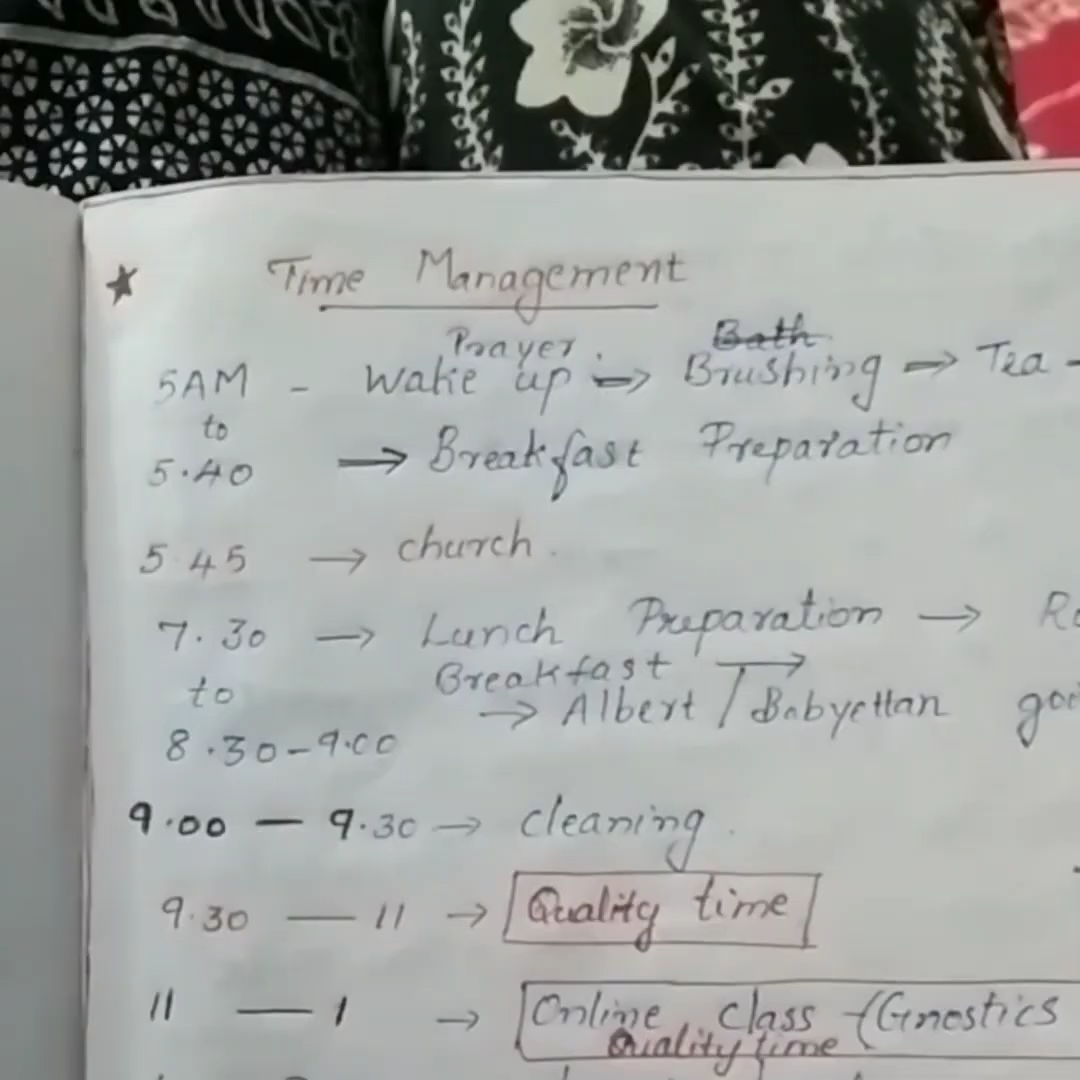 Time Management
Prayer. Bath
5AM - Wake up → Brushing → Tea -
to
5.40 → Breakfast Preparation
5.45 → church.
7.30 → Lunch Preparation →
Breakfast →
to
→ Albert / Babyettan
8.30-9.00
9.00 — 9.30 → cleaning.
9.30 — 11 → Quality time
11 — 1 → Online class (Gnostics
Quality time